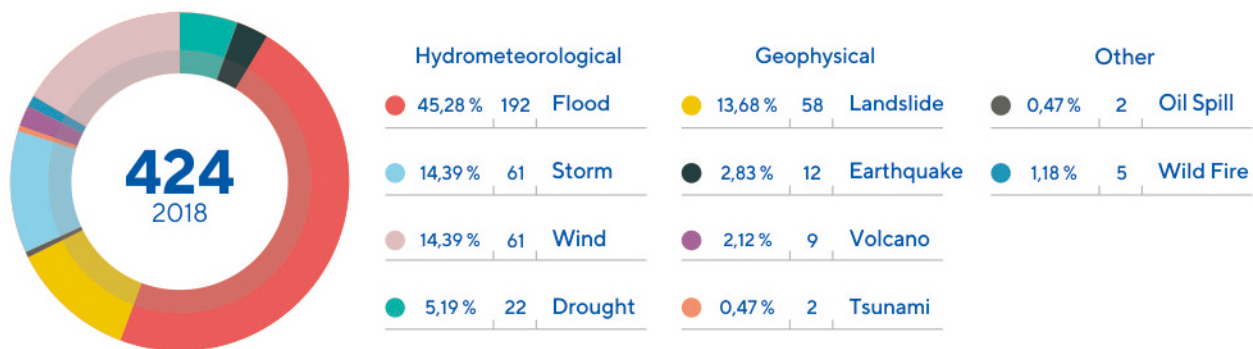 424
2018
Hydrometeorological
45,28 % 192 Flood
14,39 % 61 Storm
14,39 % 61 Wind
5,19 % 22 Drought
Geophysical
13,68 % 58 Landslide
2,83 % 12 Earthquake
2,12 % 9 Volcano
0,47 % 2 Tsunami
Other
0,47 % 2 Oil Spill
1,18 % 5 Wild Fire